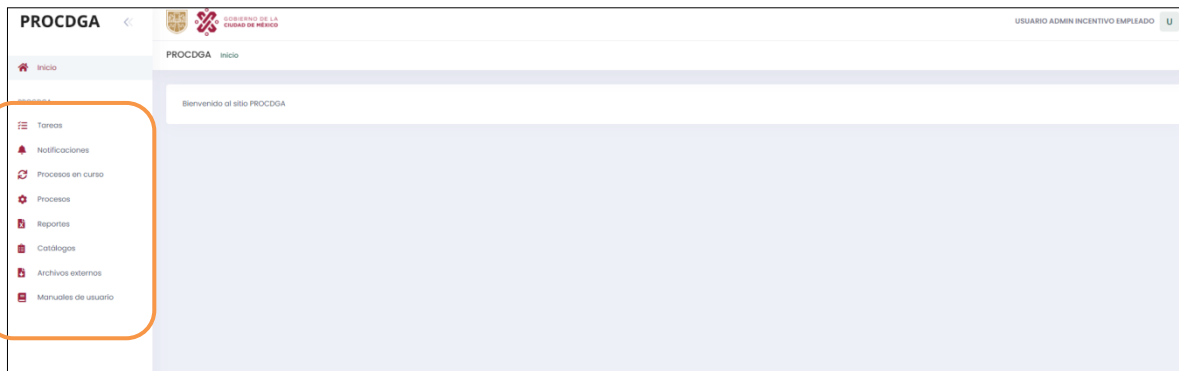 PROCDGA
GOBIERNO DE LA
CIUDAD DE MÉXICO
USUARIO ADMIN INCENTIVO EMPLEADO U
PROCDGA Inicio
Inicio
PROCDGA
Bienvenido al sitio PROCDGA
Tareas
Notificaciones
Procesos en curso
Procesos
Reportes
Catálogos
Archivos externos
Manuales de usuario